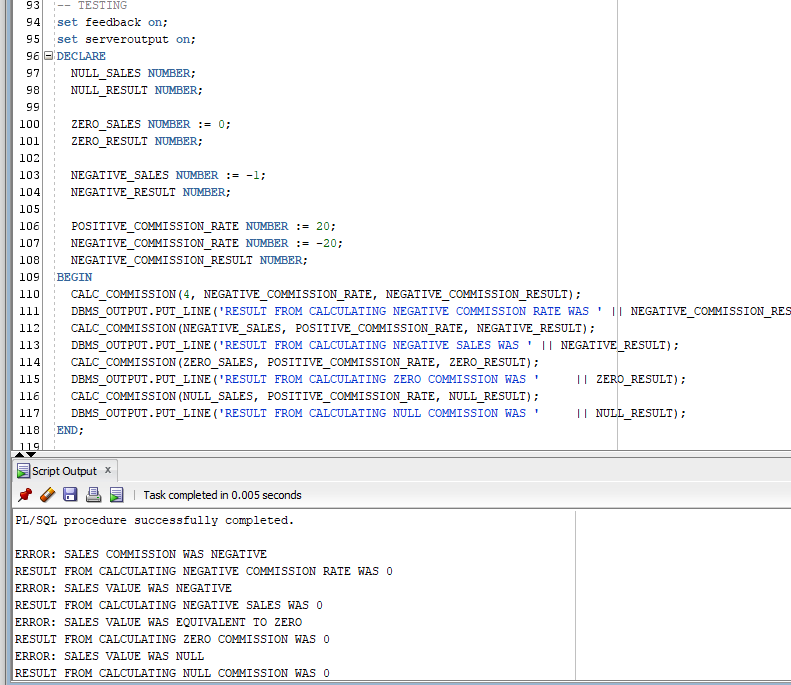 93 -- TESTING
94 set feedback on;
95 set serveroutput on;
96 DECLARE
97 NULL_SALES NUMBER;
98 NULL_RESULT NUMBER;
99
100 ZERO_SALES NUMBER := 0;
101 ZERO_RESULT NUMBER;
102
103 NEGATIVE_SALES NUMBER := -1;
104 NEGATIVE_RESULT NUMBER;
105
106 POSITIVE_COMMISSION_RATE NUMBER := 20;
107 NEGATIVE_COMMISSION_RATE NUMBER := -20;
108 NEGATIVE_COMMISSION_RESULT NUMBER;
109 BEGIN
110 CALC_COMMISSION(4, NEGATIVE_COMMISSION_RATE, NEGATIVE_COMMISSION_RESULT);
111 DBMS_OUTPUT.PUT_LINE('RESULT FROM CALCULATING NEGATIVE COMMISSION RATE WAS ' || NEGATIVE_COMMISSION_RES
112 CALC_COMMISSION(NEGATIVE_SALES, POSITIVE_COMMISSION_RATE, NEGATIVE_RESULT);
113 DBMS_OUTPUT.PUT_LINE('RESULT FROM CALCULATING NEGATIVE SALES WAS ' || NEGATIVE_RESULT);
114 CALC_COMMISSION(ZERO_SALES, POSITIVE_COMMISSION_RATE, ZERO_RESULT);
115 DBMS_OUTPUT.PUT_LINE('RESULT FROM CALCULATING ZERO COMMISSION WAS ' || ZERO_RESULT);
116 CALC_COMMISSION(NULL_SALES, POSITIVE_COMMISSION_RATE, NULL_RESULT);
117 DBMS_OUTPUT.PUT_LINE('RESULT FROM CALCULATING NULL COMMISSION WAS ' || NULL_RESULT);
118 END;
119
Script Output x
Task completed in 0.005 seconds
PL/SQL procedure successfully completed.
ERROR: SALES COMMISSION WAS NEGATIVE
RESULT FROM CALCULATING NEGATIVE COMMISSION RATE WAS 0
ERROR: SALES VALUE WAS NEGATIVE
RESULT FROM CALCULATING NEGATIVE SALES WAS 0
ERROR: SALES VALUE WAS EQUIVALENT TO ZERO
RESULT FROM CALCULATING ZERO COMMISSION WAS 0
ERROR: SALES VALUE WAS NULL
RESULT FROM CALCULATING NULL COMMISSION WAS 0